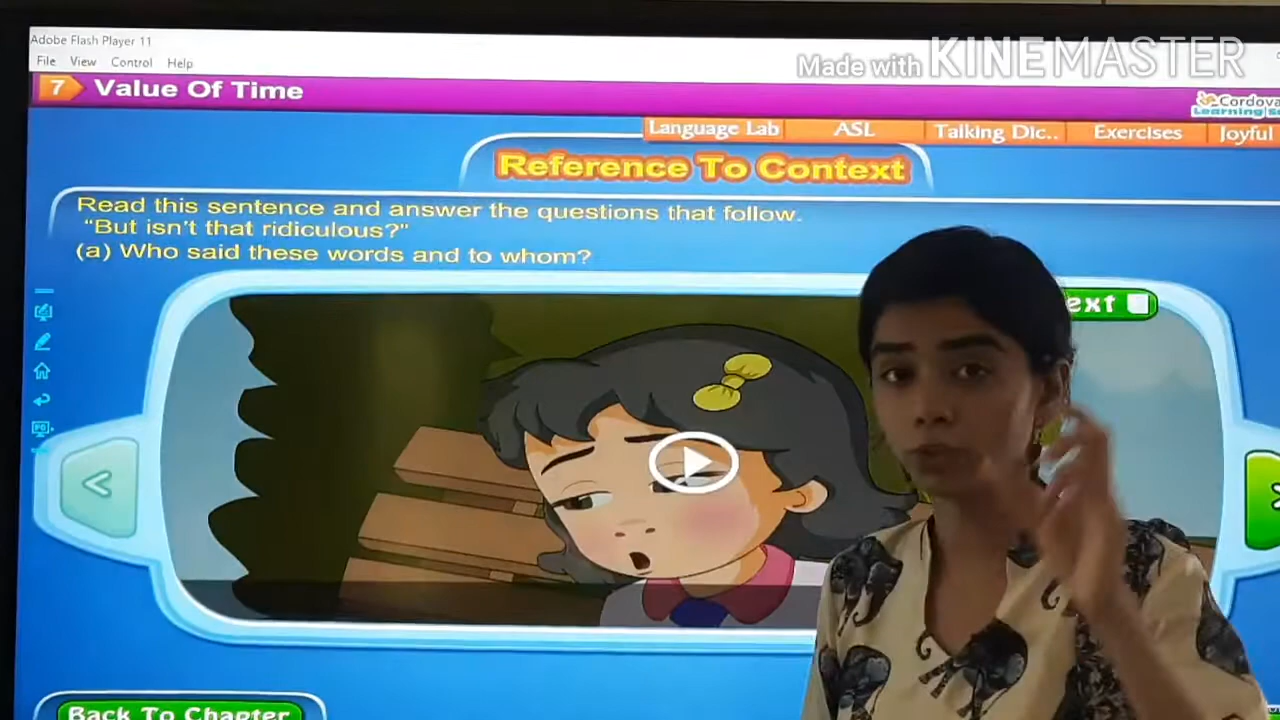 Adobe Flash Player 11
Made with KINEMASTER
File View Control Help
7 Value Of Time
Cordova
Learning
Language Lab ASL Talking Dic.. Exercises Joyful
Reference To Context
Read this sentence and answer the questions that follow.
"But isn't that ridiculous?"
(a) Who said these words and to whom?
ext
<
Back To Chapter